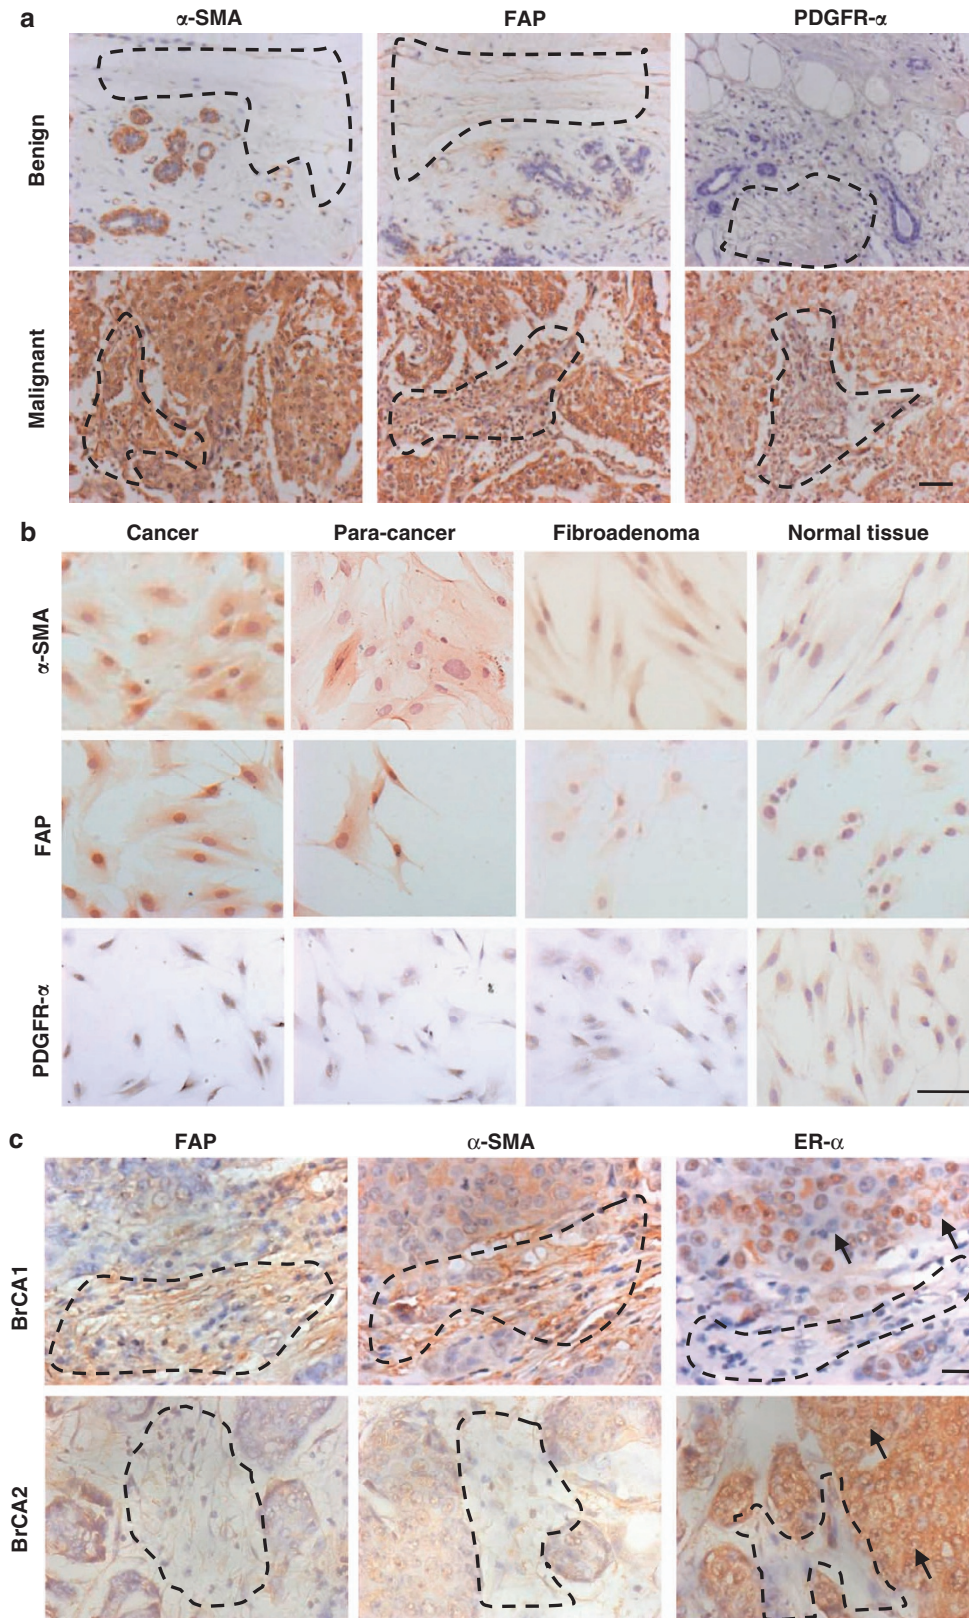 a
α-SMA FAP PDGFR-α
Benign
Malignant
b
Cancer Para-cancer Fibroadenoma Normal tissue
α-SMA
FAP
PDGFR-α
c
FAP α-SMA ER-α
BrCA1
BrCA2